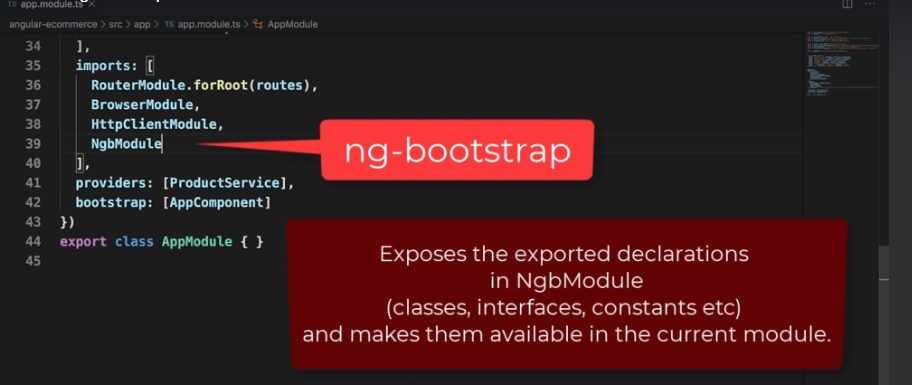 TS app.module.ts ×
angular-ecommerce > src > app > TS app.module.ts > AppModule
34 ],
35 imports: [
36 RouterModule.forRoot(routes),
37 BrowserModule,
38 HttpClientModule,
39 NgbModule
40 ],
41 providers: [ProductService],
42 bootstrap: [AppComponent]
43 })
44 export class AppModule { }
45
ng-bootstrap
Exposes the exported declarations
in NgbModule
(classes, interfaces, constants etc)
and makes them available in the current module.